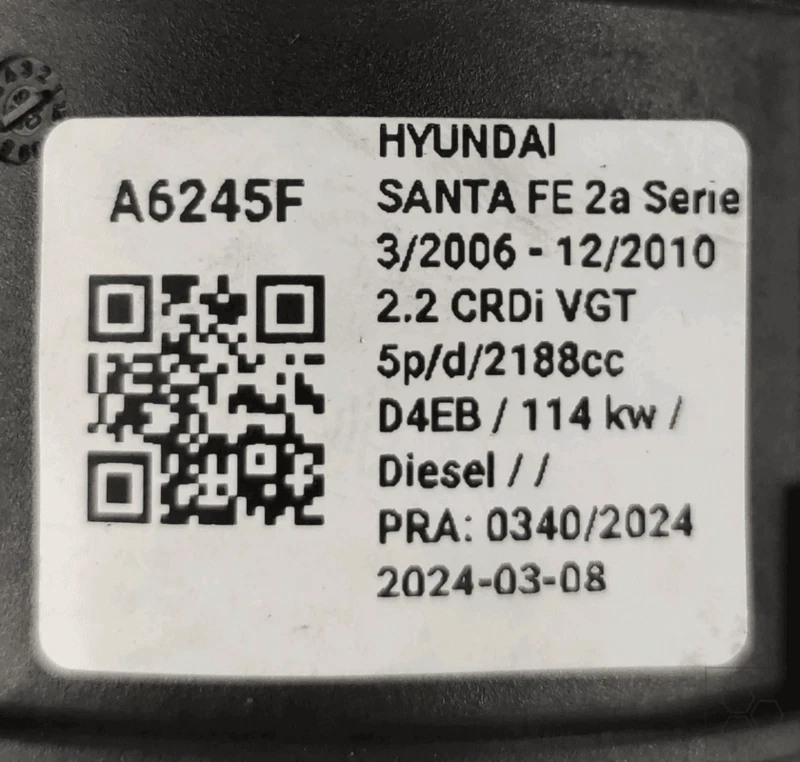 A6245F
HYUNDAI
SANTA FE 2a Serie
3/2006 - 12/2010
2.2 CRDi VGT
5p/d/2188cc
D4EB / 114 kw /
Diesel / /
PRA: 0340/2024
2024-03-08